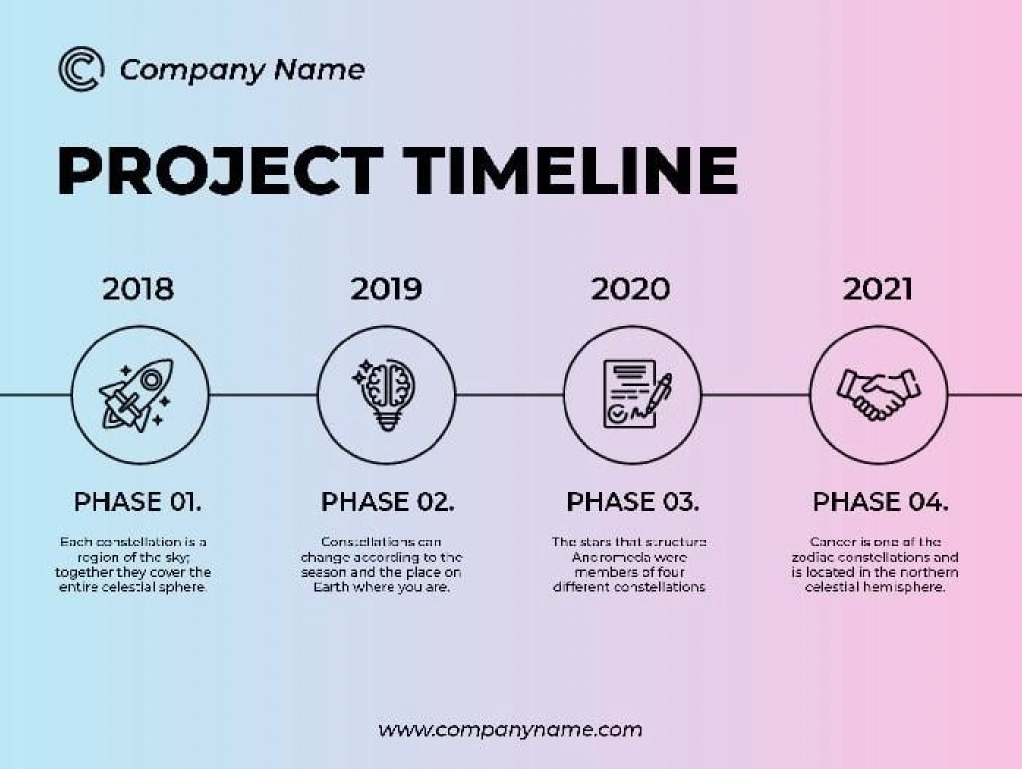 Company Name
PROJECT TIMELINE
2018
2019
2020
2021
PHASE 01.
Each constellation is a
region of the sky;
together they cover the
entire celestial sphere.
PHASE 02.
Constellations can
change according to the
season and the place on
Earth where you are.
PHASE 03.
The stars that structure
Andromeda were
members of four
different constellations
PHASE 04.
Cancer is one of the
zodiac constellations and
is located in the northern
celestial hemisphere.
www.companyname.com